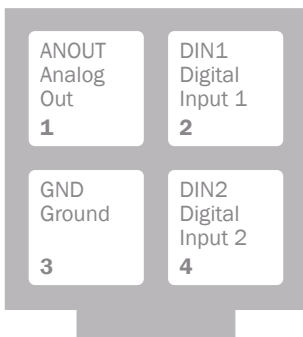 ANOUT
Analog
Out
1
DIN1
Digital
Input 1
2
GND
Ground
3
DIN2
Digital
Input 2
4